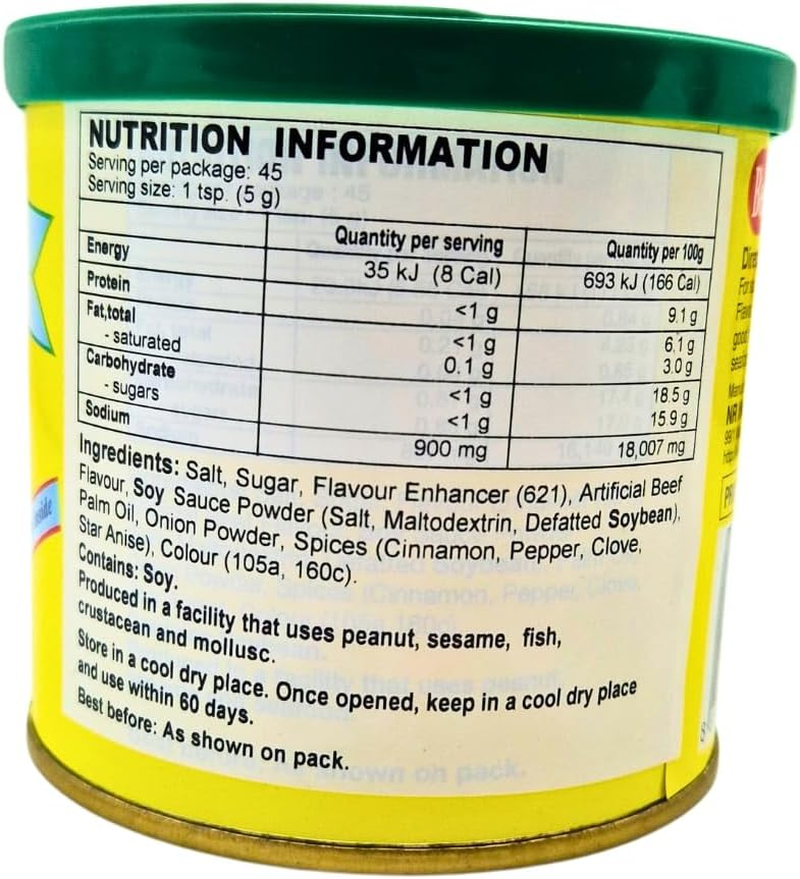 NUTRITION INFORMATION
Serving per package: 45
Serving size: 1 tsp. (5 g)
Quantity per serving Quantity per 100g
Energy 35 kJ (8 Cal) 693 kJ (166 Cal)
Protein <1 g 9.1 g
Fat,total <1 g 6.1 g
- saturated 0.1 g 3.0 g
Carbohydrate <1 g 18.5 g
- sugars <1 g 15.9 g
Sodium 900 mg 18,007 mg
Ingredients: Salt, Sugar, Flavour Enhancer (621), Artificial Beef
Flavour, Soy Sauce Powder (Salt, Maltodextrin, Defatted Soybean),
Palm Oil, Onion Powder, Spices (Cinnamon, Pepper, Clove,
Star Anise), Colour (105a, 160c).
Contains: Soy.
Produced in a facility that uses peanut, sesame, fish,
crustacean and mollusc.
Store in a cool dry place. Once opened, keep in a cool dry place
and use within 60 days.
Best before: As shown on pack.